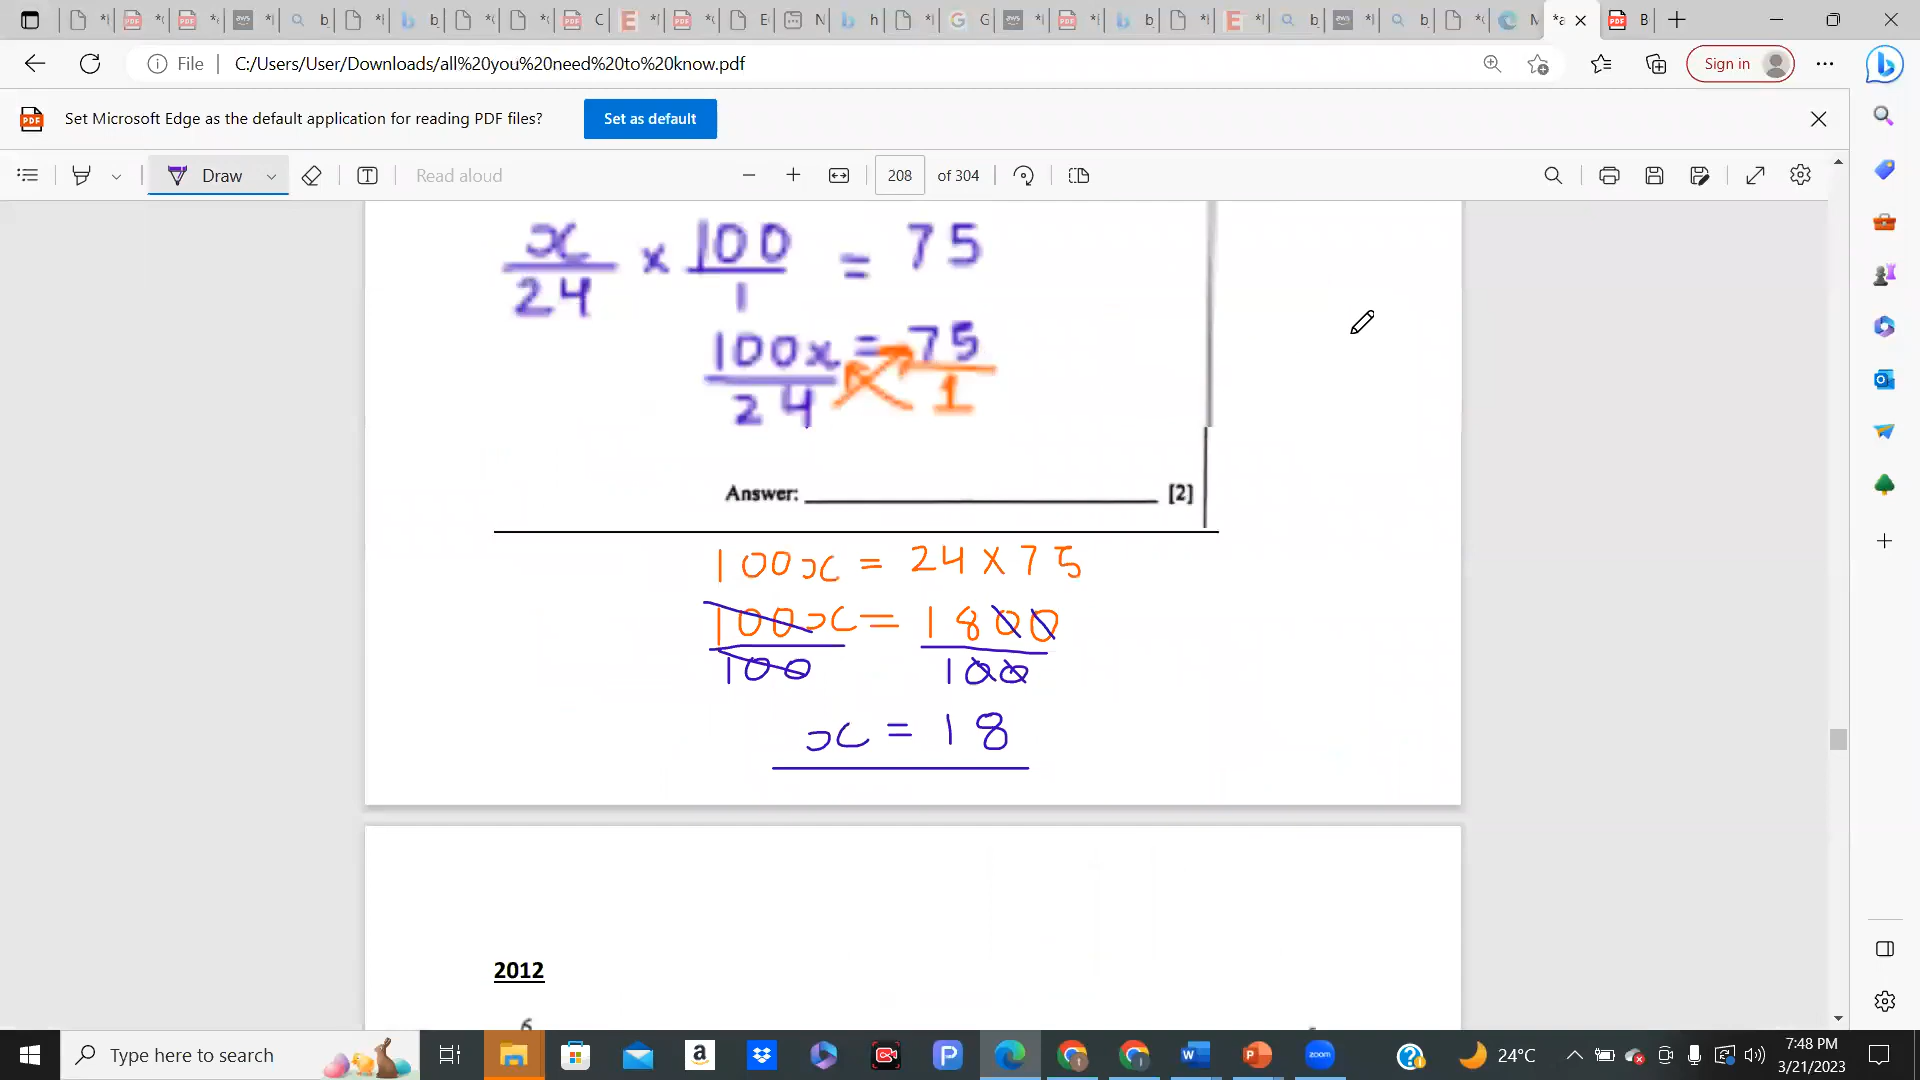 File C:/Users/User/Downloads/all%20you%20need%20to%20know.pdf Sign in
Set Microsoft Edge as the default application for reading PDF files? Set as default
Draw Read aloud 208 of 304
x/24 x 100/1 = 75
100x/24 = 75/1
Answer: ____________________ [2]
100x = 24 x 75
100x/100 = 1800/100
x = 18
2012
6
Type here to search
24°C
7:48 PM
3/21/2023